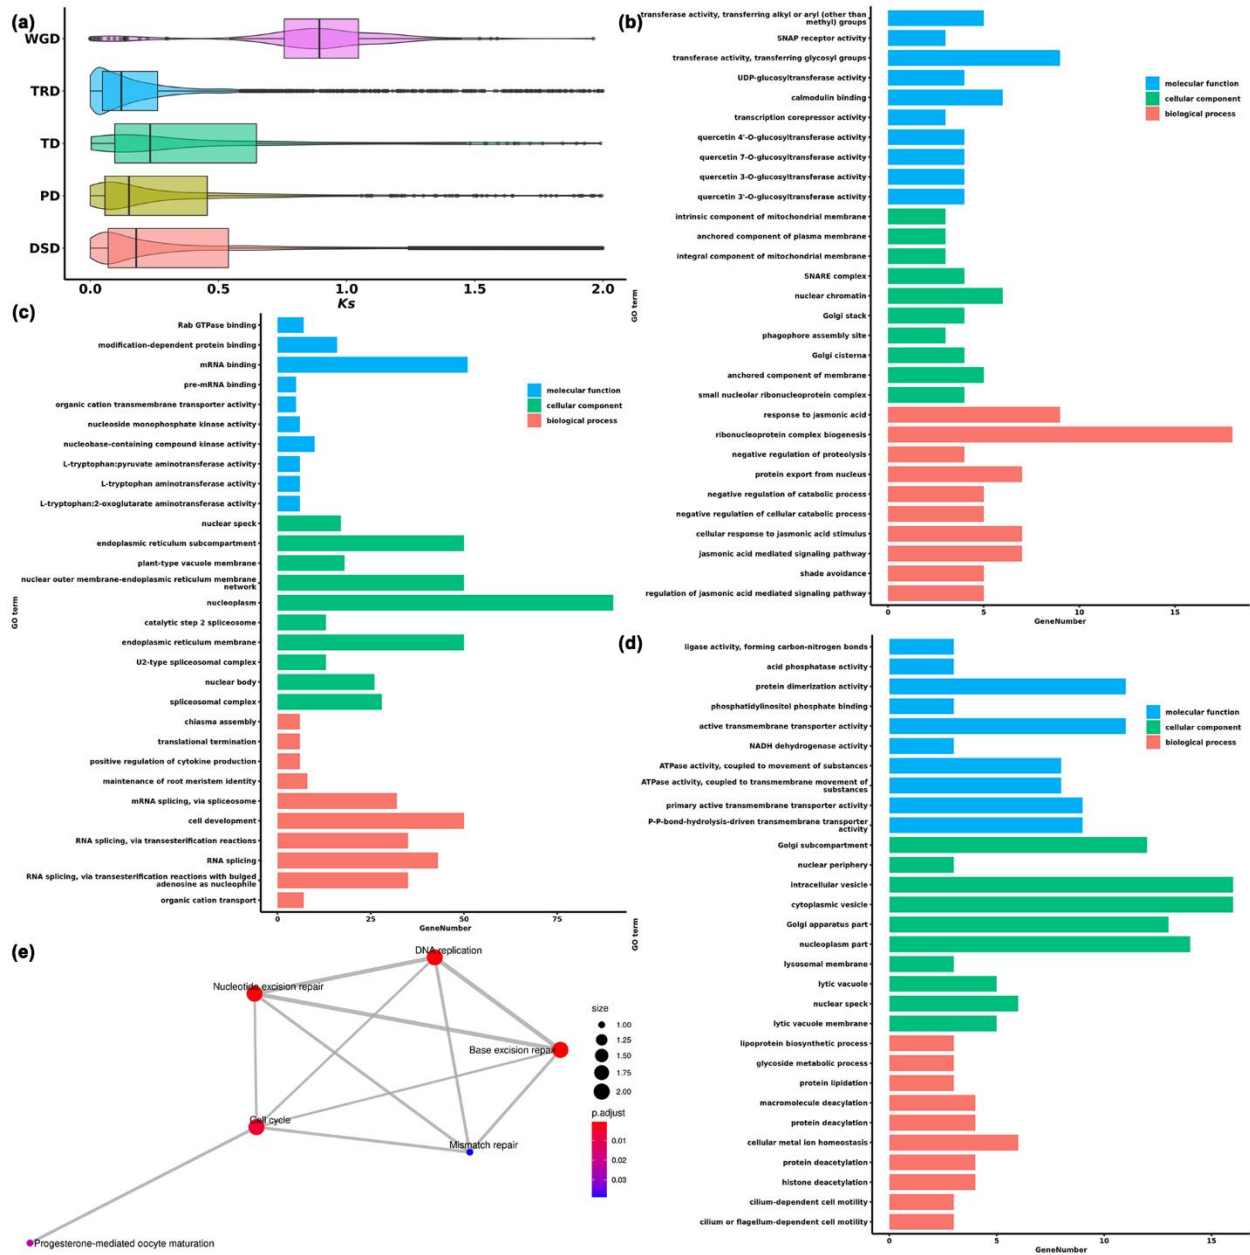 (a)
WGD
TRD
TD
PD
DSD
0.0
0.5
1.0
1.5
2.0
Ks
(b)
transferase activity, transferring alkyl or aryl (other than
methyl) groups
SNAP receptor activity
transferase activity, transferring glycosyl groups
UDP-glucosyltransferase activity
calmodulin binding
transcription corepressor activity
quercetin 4'-O-glucosyltransferase activity
quercetin 7-O-glucosyltransferase activity
quercetin 3-O-glucosyltransferase activity
quercetin 3'-O-glucosyltransferase activity
intrinsic component of mitochondrial membrane
anchored component of plasma membrane
integral component of mitochondrial membrane
SNARE complex
nuclear chromatin
Golgi stack
phagophore assembly site
Golgi cisterna
anchored component of membrane
small nucleolar ribonucleoprotein complex
response to jasmonic acid
ribonucleoprotein complex biogenesis
negative regulation of proteolysis
protein export from nucleus
negative regulation of catabolic process
negative regulation of cellular catabolic process
cellular response to jasmonic acid stimulus
jasmonic acid mediated signaling pathway
shade avoidance
regulation of jasmonic acid mediated signaling pathway
GO term
molecular function
cellular component
biological process
0
5
10
15
GeneNumber
(c)
Rab GTPase binding
modification-dependent protein binding
mRNA binding
pre-mRNA binding
organic cation transmembrane transporter activity
nucleoside monophosphate kinase activity
nucleobase-containing compound kinase activity
L-tryptophan:pyruvate aminotransferase activity
L-tryptophan aminotransferase activity
L-tryptophan:2-oxoglutarate aminotransferase activity
nuclear speck
endoplasmic reticulum subcompartment
plant-type vacuole membrane
nuclear outer membrane-endoplasmic reticulum membrane
network
nucleoplasm
catalytic step 2 spliceosome
endoplasmic reticulum membrane
U2-type spliceosomal complex
nuclear body
spliceosomal complex
chiasma assembly
translational termination
positive regulation of cytokine production
maintenance of root meristem identity
mRNA splicing, via spliceosome
cell development
RNA splicing, via transesterification reactions
RNA splicing
RNA splicing, via transesterification reactions with bulged
adenosine as nucleophile
organic cation transport
GO term
molecular function
cellular component
biological process
0
25
50
75
GeneNumber
(d)
ligase activity, forming carbon-nitrogen bonds
acid phosphatase activity
protein dimerization activity
phosphatidylinositol phosphate binding
active transmembrane transporter activity
NADH dehydrogenase activity
ATPase activity, coupled to movement of substances
ATPase activity, coupled to transmembrane movement of
substances
primary active transmembrane transporter activity
P-P-bond-hydrolysis-driven transmembrane transporter
activity
Golgi subcompartment
nuclear periphery
intracellular vesicle
cytoplasmic vesicle
Golgi apparatus part
nucleoplasm part
lysosomal membrane
lytic vacuole
nuclear speck
lytic vacuole membrane
lipoprotein biosynthetic process
glycoside metabolic process
protein lipidation
macromolecule deacylation
protein deacylation
cellular metal ion homeostasis
protein deacetylation
histone deacetylation
cilium-dependent cell motility
cilium or flagellum-dependent cell motility
GO term
molecular function
cellular component
biological process
0
5
10
15
GeneNumber
(e)
DNA replication
Nucleotide excision repair
Base excision repair
Cell cycle
Mismatch repair
Progesterone-mediated oocyte maturation
size
1.00
1.25
1.50
1.75
2.00
p.adjust
0.01
0.02
0.03